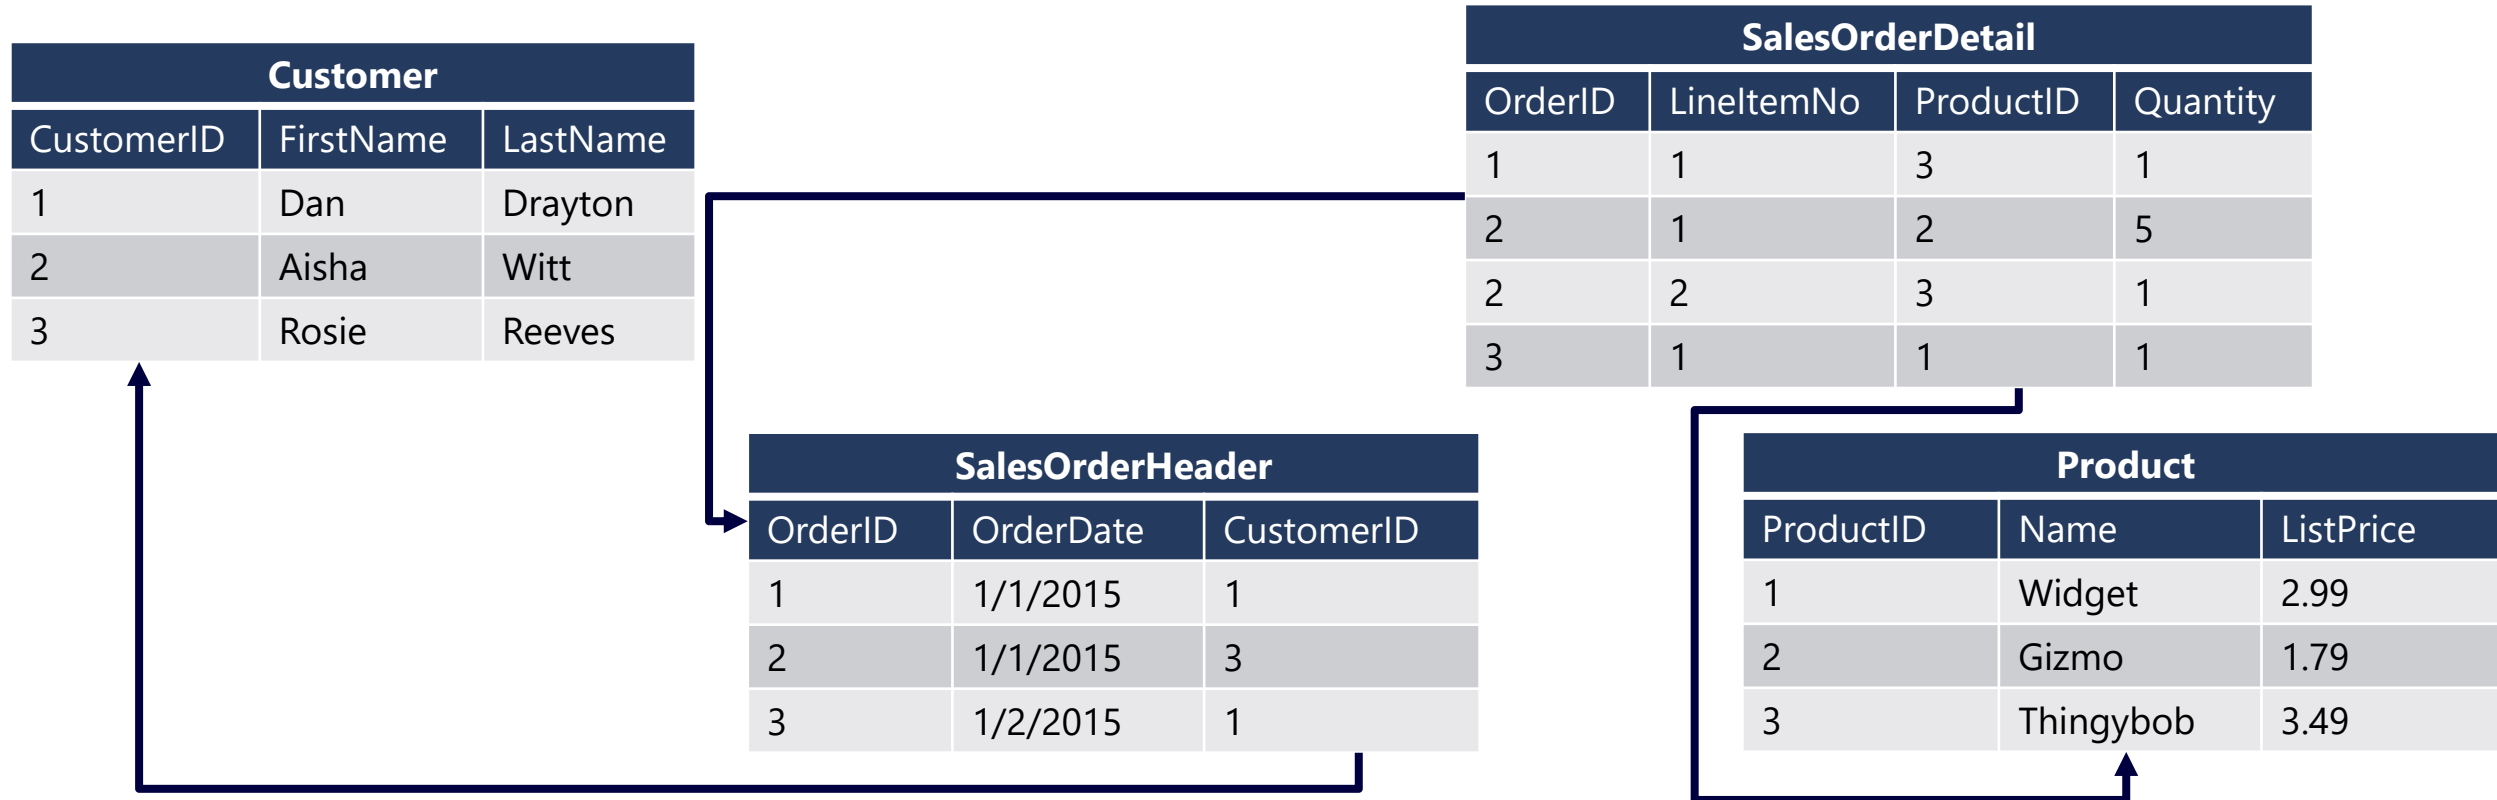 Customer
CustomerID FirstName LastName
1 Dan Drayton
2 Aisha Witt
3 Rosie Reeves
SalesOrderDetail
OrderID LineItemNo ProductID Quantity
1 1 3 1
2 1 2 5
2 2 3 1
3 1 1 1
SalesOrderHeader
OrderID OrderDate CustomerID
1 1/1/2015 1
2 1/1/2015 3
3 1/2/2015 1
Product
ProductID Name ListPrice
1 Widget 2.99
2 Gizmo 1.79
3 Thingybob 3.49